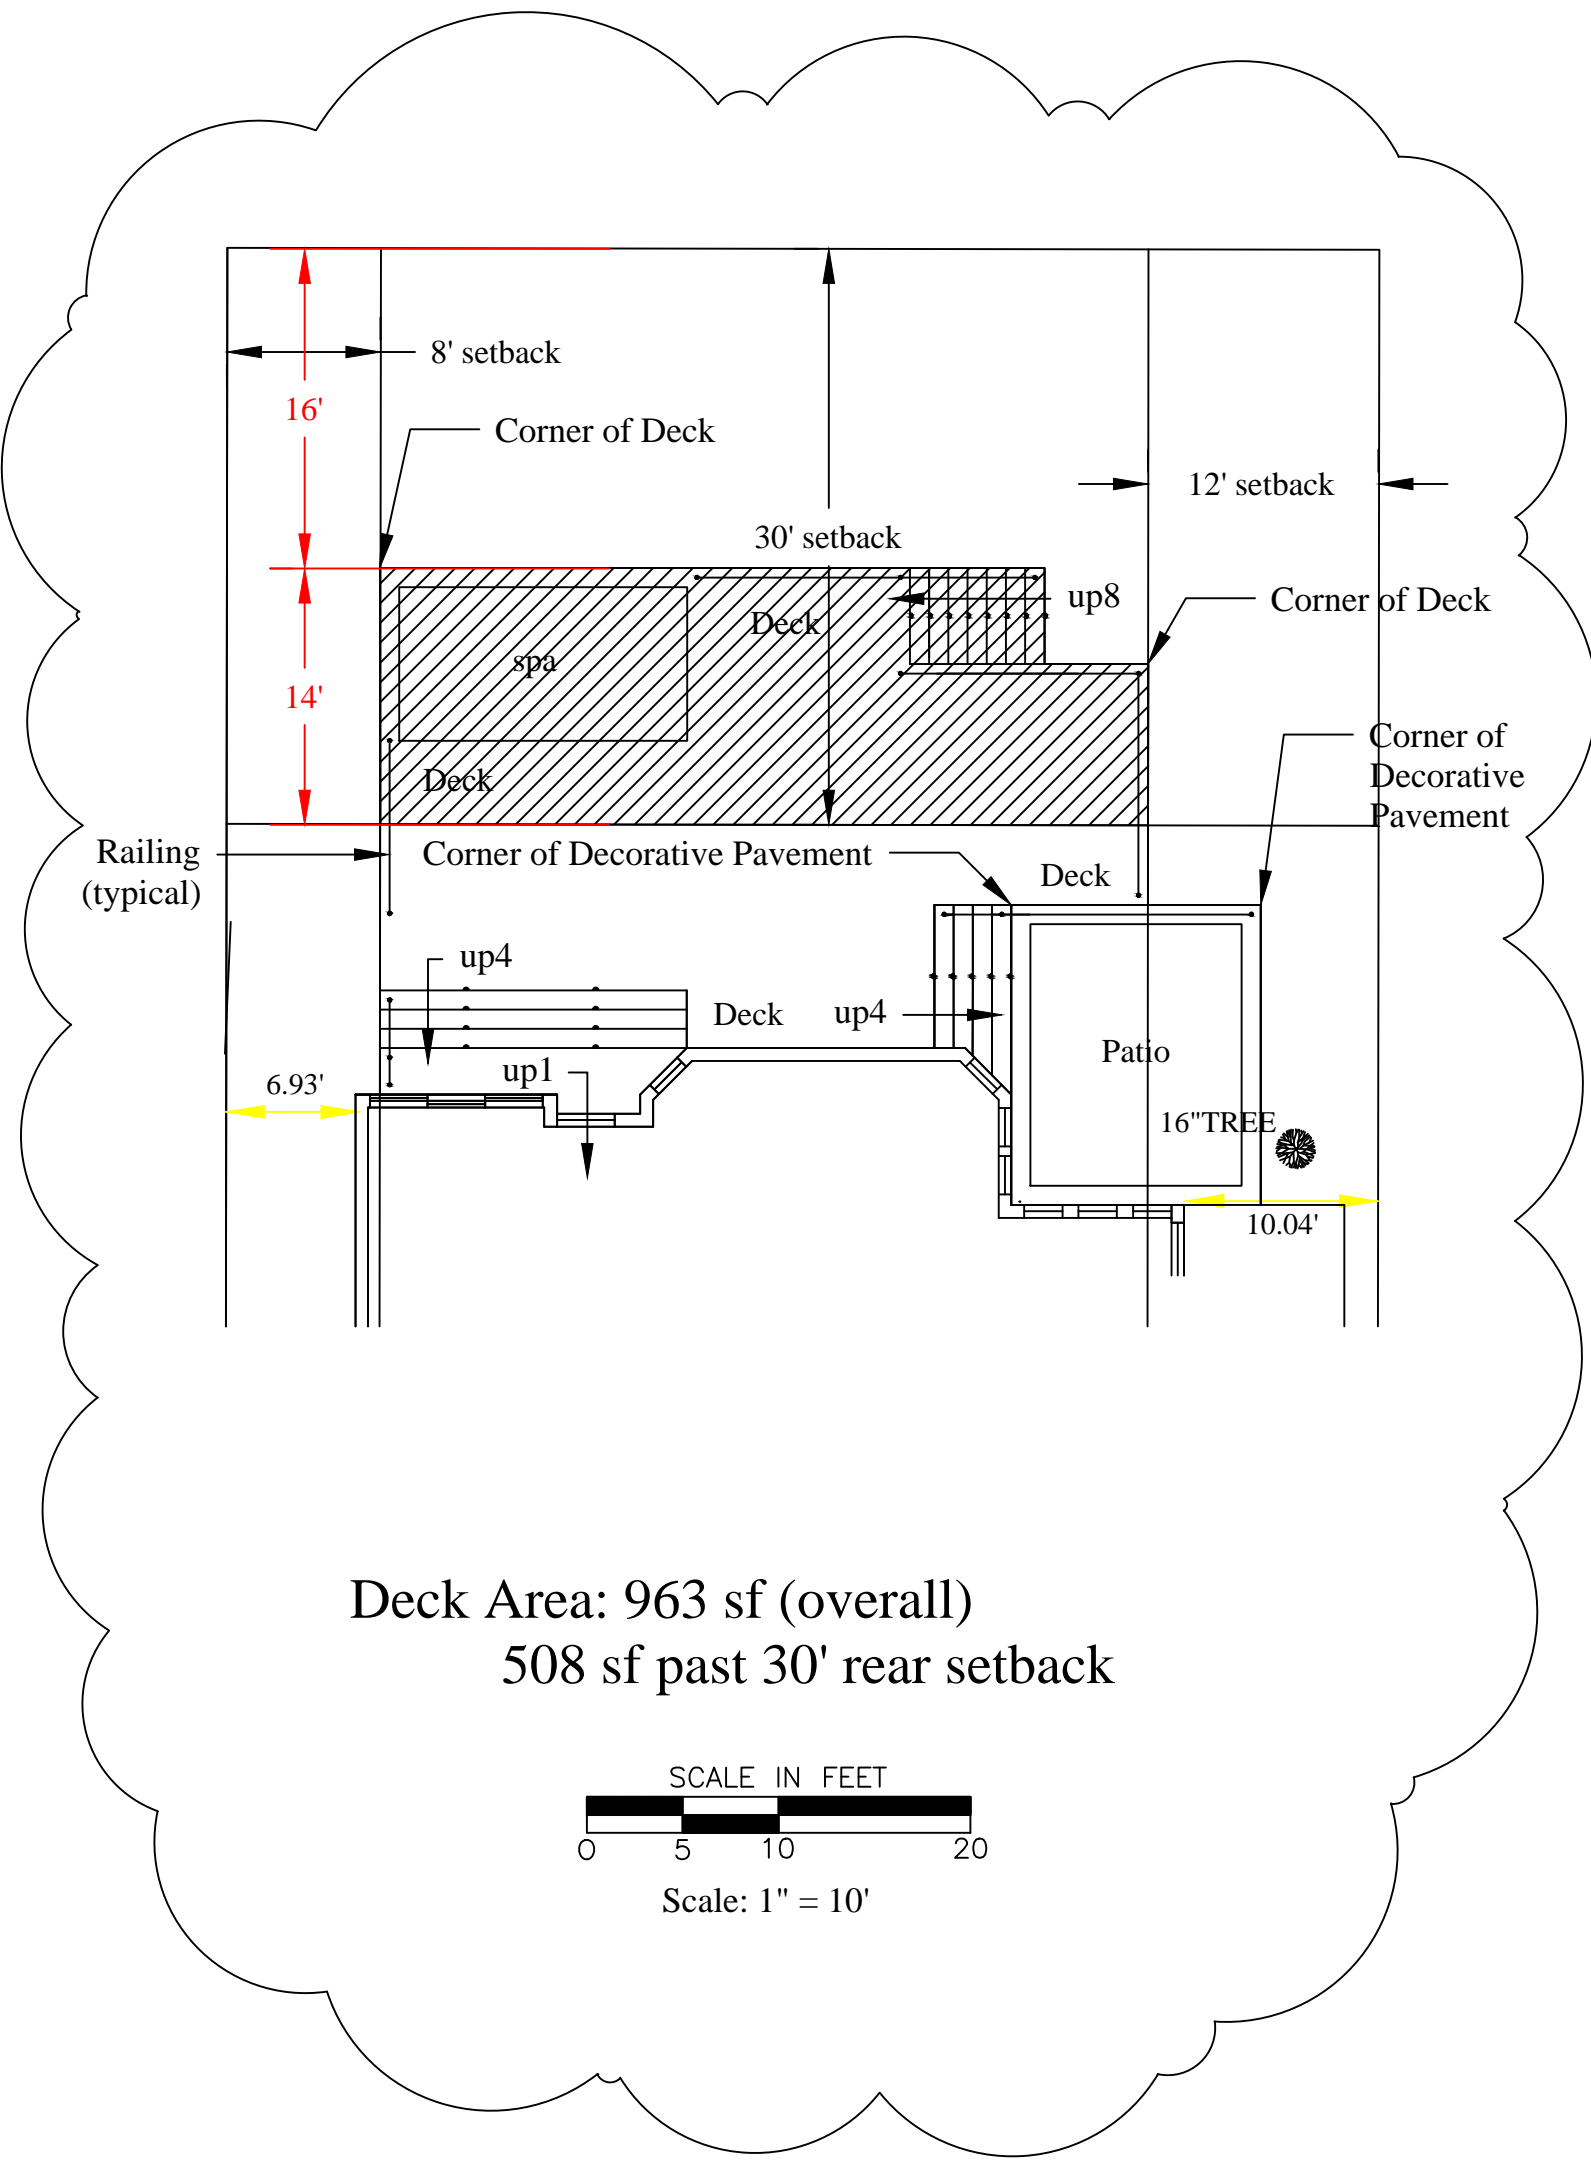 8' setback
16'
Corner of Deck
12' setback
30' setback
up8
Corner of Deck
Deck
spa
14'
Corner of
Decorative
Pavement
Deck
Railing
(typical)
Corner of Decorative Pavement
Deck
up4
Deck
up4
Patio
up1
6.93'
16"TREE
10.04'
Deck Area: 963 sf (overall)
508 sf past 30' rear setback
SCALE IN FEET
0 5 10 20
Scale: 1" = 10'